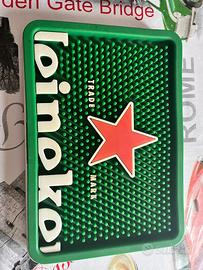 den Gate Bridge
Heineken
TRADE MARK
ROME